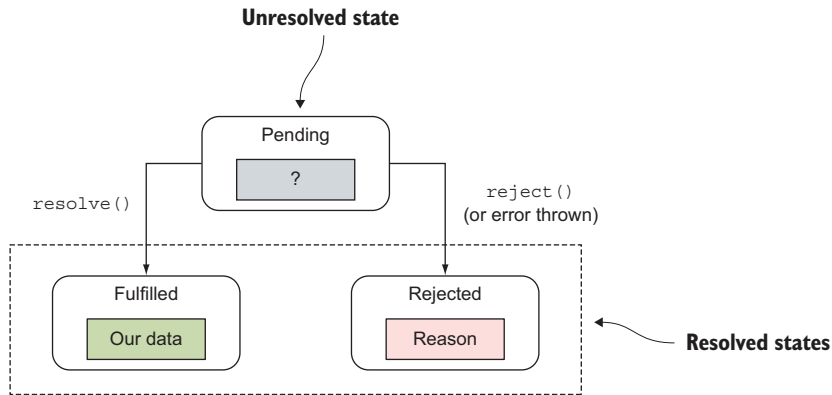 Unresolved state
Pending
?
resolve()
reject()
(or error thrown)
Fulfilled
Our data
Rejected
Reason
Resolved states